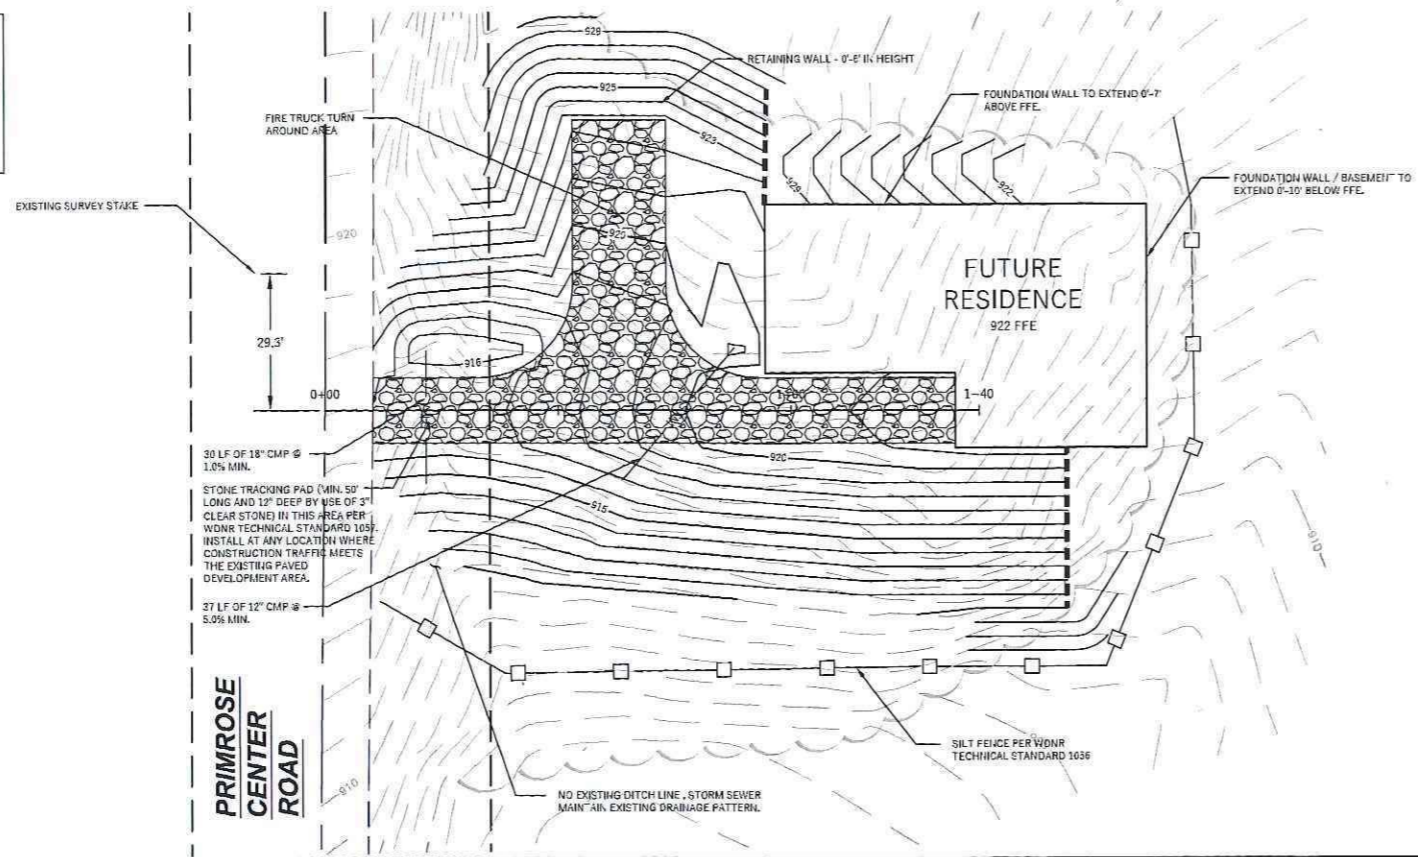 928
RETAINING WALL - 0'-6' IN HEIGHT
925
FOUNDATION WALL TO EXTEND 0'-7'
ABOVE FFE.
FIRE TRUCK TURN
AROUND AREA
923
FOUNDATION WALL / BASEMENT TO
EXTEND 0'-10' BELOW FFE.
929
922
EXISTING SURVEY STAKE
920
920
FUTURE
RESIDENCE
922 FFE
29.3'
916
0+00
1+00
1-40
30 LF OF 18" CMP @
1.0% MIN.
920
STONE TRACKING PAD (MIN. 50'
LONG AND 12" DEEP BY USE OF 3"
CLEAR STONE) IN THIS AREA PER
WDNR TECHNICAL STANDARD 1057.
INSTALL AT ANY LOCATION WHERE
CONSTRUCTION TRAFFIC MEETS
THE EXISTING PAVED
DEVELOPMENT AREA.
915
910
37 LF OF 12" CMP @
5.0% MIN.
PRIMROSE
CENTER
ROAD
SILT FENCE PER WDNR
TECHNICAL STANDARD 1056
910
NO EXISTING DITCH LINE, STORM SEWER
MAINTAIN EXISTING DRAINAGE PATTERN.